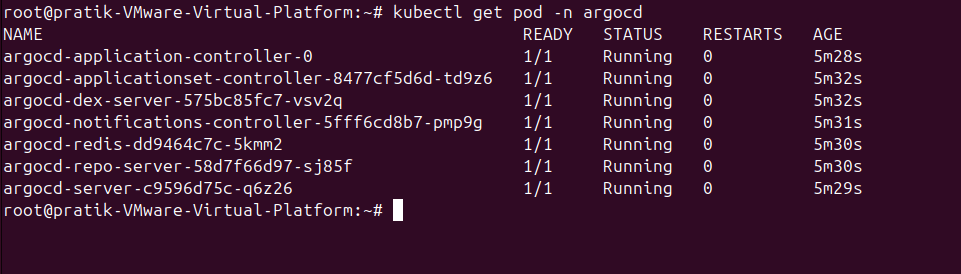 root@pratik-VMware-Virtual-Platform:~# kubectl get pod -n argocd
NAME READY STATUS RESTARTS AGE
argocd-application-controller-0 1/1 Running 0 5m28s
argocd-applicationset-controller-8477cf5d6d-td9z6 1/1 Running 0 5m32s
argocd-dex-server-575bc85fc7-vsv2q 1/1 Running 0 5m32s
argocd-notifications-controller-5fff6cd8b7-pmp9g 1/1 Running 0 5m31s
argocd-redis-dd9464c7c-5kmm2 1/1 Running 0 5m30s
argocd-repo-server-58d7f66d97-sj85f 1/1 Running 0 5m30s
argocd-server-c9596d75c-q6z26 1/1 Running 0 5m29s
root@pratik-VMware-Virtual-Platform:~#